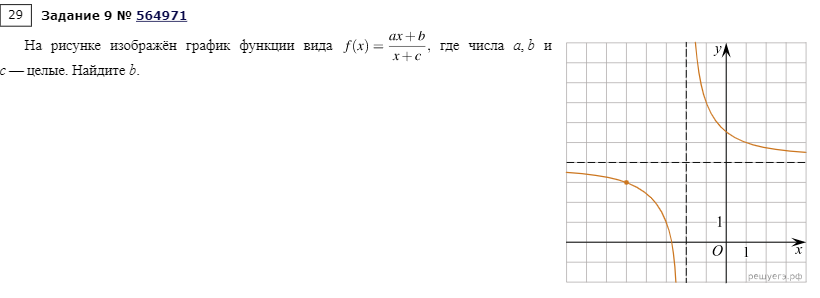 29 Задание 9 № 564971
На рисунке изображён график функции вида f(x) = (ax + b)/(x + c), где числа a, b и
c — целые. Найдите b.
y
1
O 1 x
решуегэ.рф